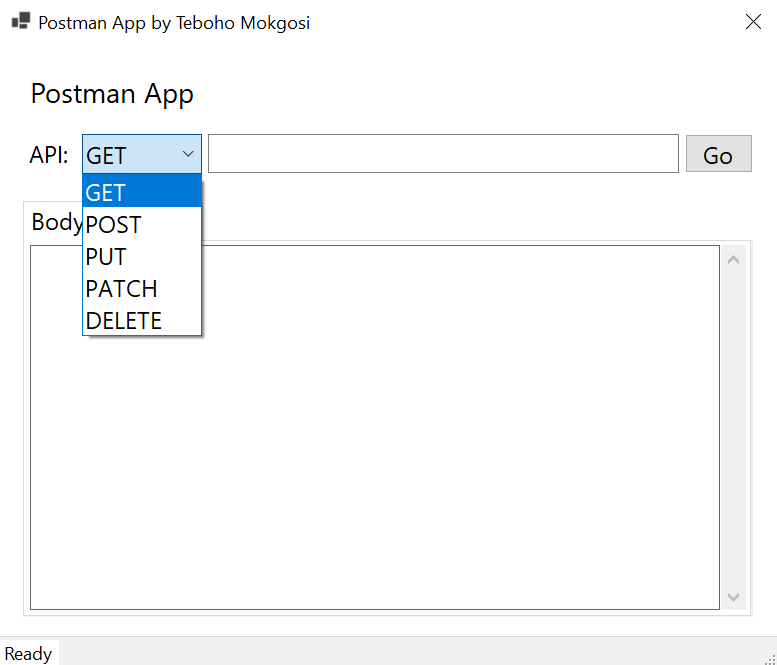 Postman App by Teboho Mokgosi
Postman App
API: GET Go
GET
Body
POST
PUT
PATCH
DELETE
Ready